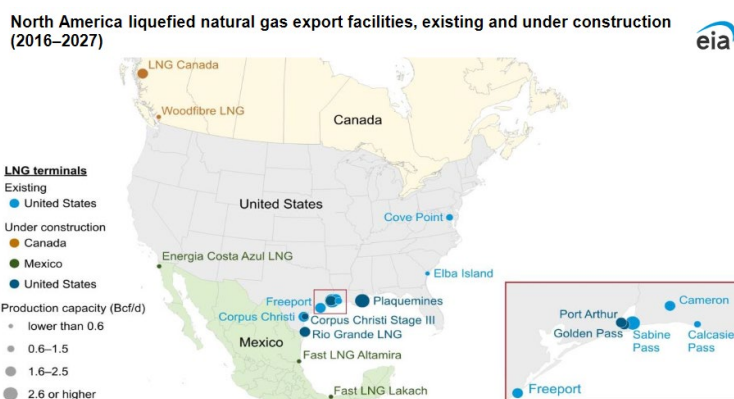 North America liquefied natural gas export facilities, existing and under construction
(2016–2027)
eia
LNG Canada
Woodfibre LNG
Canada
LNG terminals
Existing
United States
Under construction
Canada
Mexico
United States
Production capacity (Bcf/d)
lower than 0.6
0.6–1.5
1.6–2.5
2.6 or higher
United States
Cove Point
Energia Costa Azul LNG
Elba Island
Freeport
Plaquemines
Corpus Christi
Corpus Christi Stage III
Rio Grande LNG
Mexico
Fast LNG Altamira
Fast LNG Lakach
Cameron
Port Arthur
Golden Pass
Sabine
Pass
Calcasie
Pass
Freeport